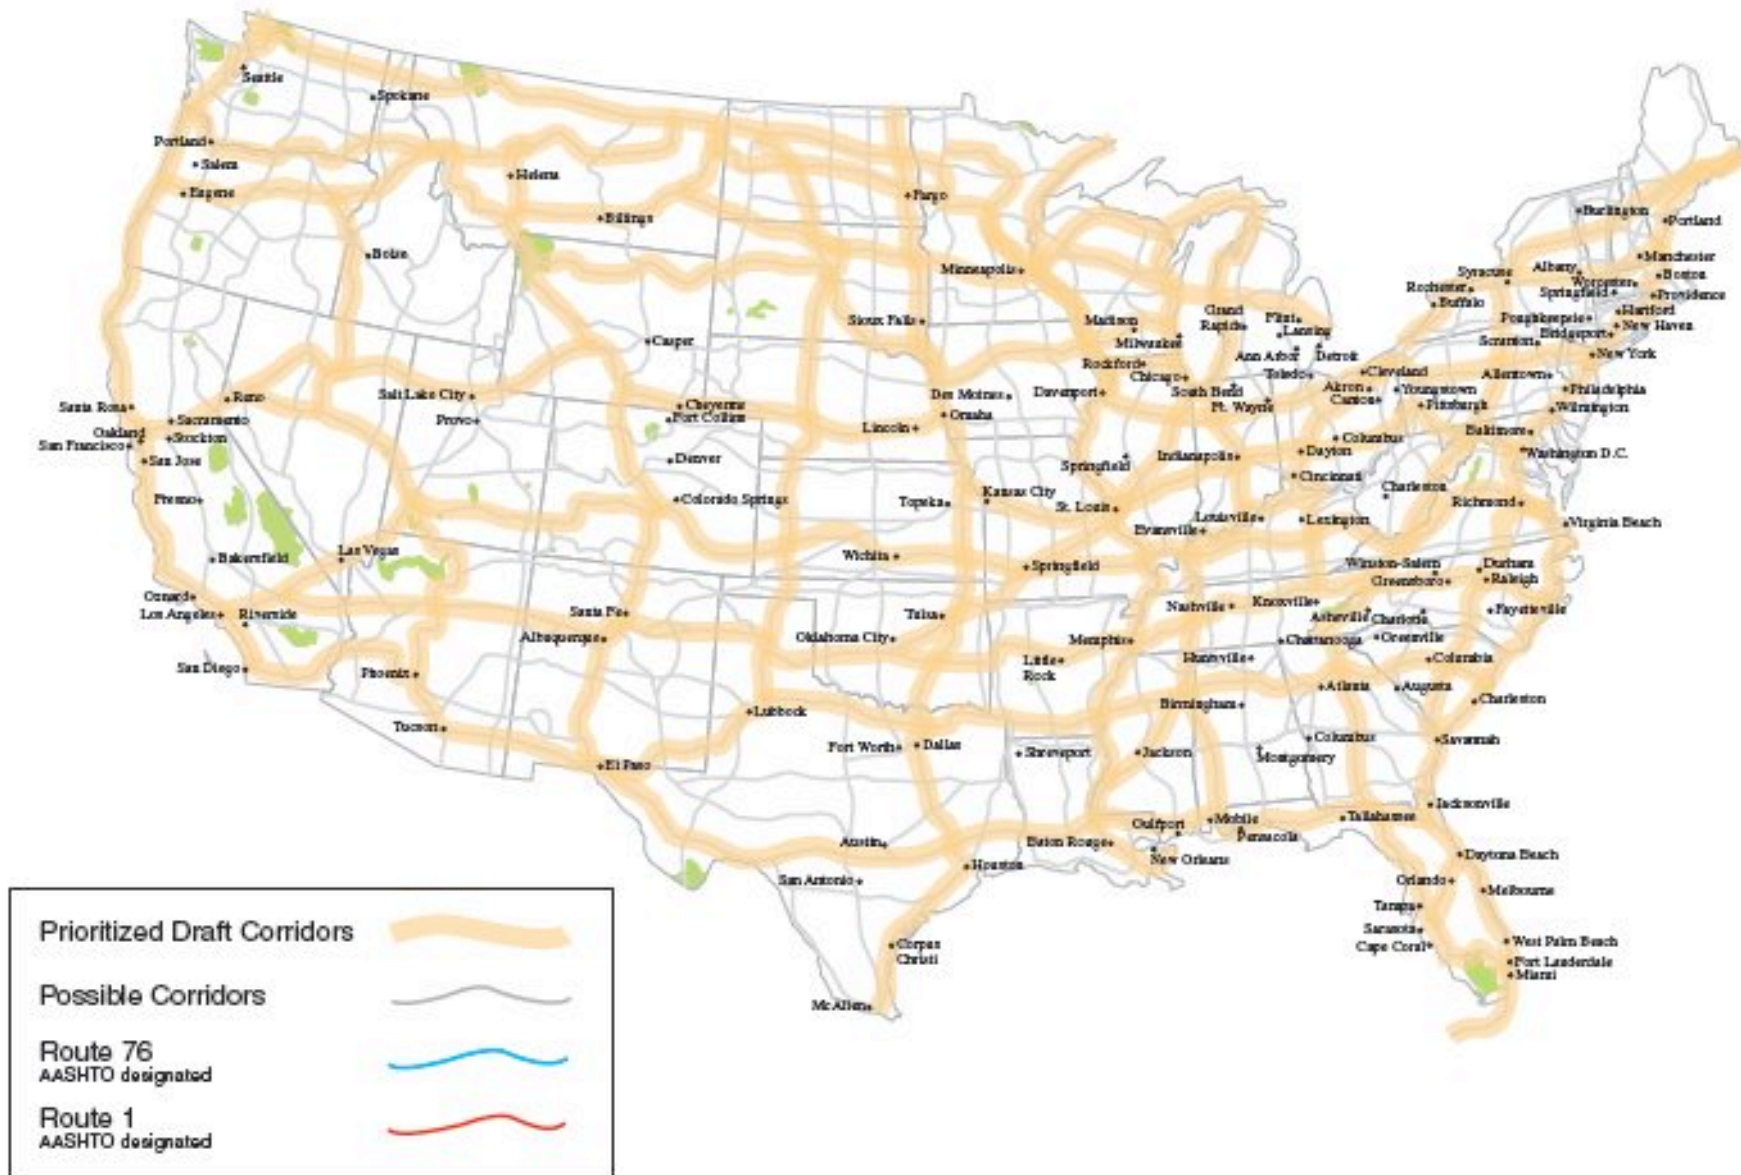 Seattle
Spokane
Portland
Salem
Eugene
Helena
Billings
Fargo
Boise
Minneapolis
Burlington
Portland
Manchester
Syracuse
Albany
Boston
Rochester
Worcester
Springfield
Providence
Buffalo
Sioux Falls
Madison
Grand
Rapids
Flint
Lansing
Milwaukee
Poughkeepsie
Hartford
New Haven
Bridgeport
Scranton
New York
Casper
Rockford
Ann Arbor
Detroit
Chicago
Toledo
Cleveland
Allentown
Santa Rosa
Reno
Salt Lake City
Cheyenne
Des Moines
Davenport
South Bend
Ft. Wayne
Akron
Canton
Youngstown
Pittsburgh
Philadelphia
Wilmington
Sacramento
Provo
Fort Collins
Omaha
Lincoln
Oakland
Stockton
San Francisco
San Jose
Denver
Springfield
Indianapolis
Dayton
Columbus
Baltimore
Washington D.C.
Cincinnati
Charleston
Fresno
Colorado Springs
Topeka
Kansas City
St. Louis
Louisville
Lexington
Evansville
Richmond
Virginia Beach
Bakersfield
Las Vegas
Wichita
Springfield
Winston-Salem
Durham
Greensboro
Raleigh
Oxnard
Los Angeles
Riverside
Santa Fe
Tulsa
Nashville
Knoxville
Asheville
Charlotte
Fayetteville
Albuquerque
Oklahoma City
Memphis
Chattanooga
Greenville
San Diego
Phoenix
Little
Rock
Huntsville
Columbia
Atlanta
Augusta
Tucson
Lubbock
Birmingham
Charleston
Fort Worth
Dallas
Shreveport
Jackson
Columbus
Montgomery
Savannah
El Paso
Jacksonville
Gulfport
Mobile
Pensacola
Tallahassee
Austin
Baton Rouge
New Orleans
Houston
Daytona Beach
San Antonio
Orlando
Melbourne
Tampa
Sarasota
Cape Coral
West Palm Beach
Fort Lauderdale
Miami
Corpus
Christi
McAllen
Prioritized Draft Corridors
Possible Corridors
Route 76
AASHTO designated
Route 1
AASHTO designated